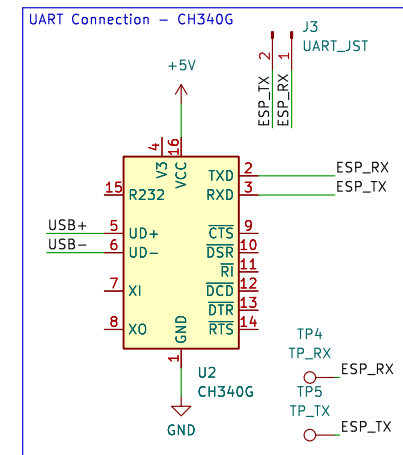 UART Connection – CH340G
J3
UART_JST
2
1
ESP_TX
ESP_RX
+5V
4
16
V3
VCC
15
R232
TXD
2
ESP_RX
RXD
3
ESP_TX
USB+
5
UD+
CTS
9
USB-
6
UD-
DSR
10
RI
11
7
XI
DCD
12
DTR
13
8
XO
RTS
14
GND
1
U2
CH340G
GND
TP4
TP_RX
ESP_RX
TP5
TP_TX
ESP_TX